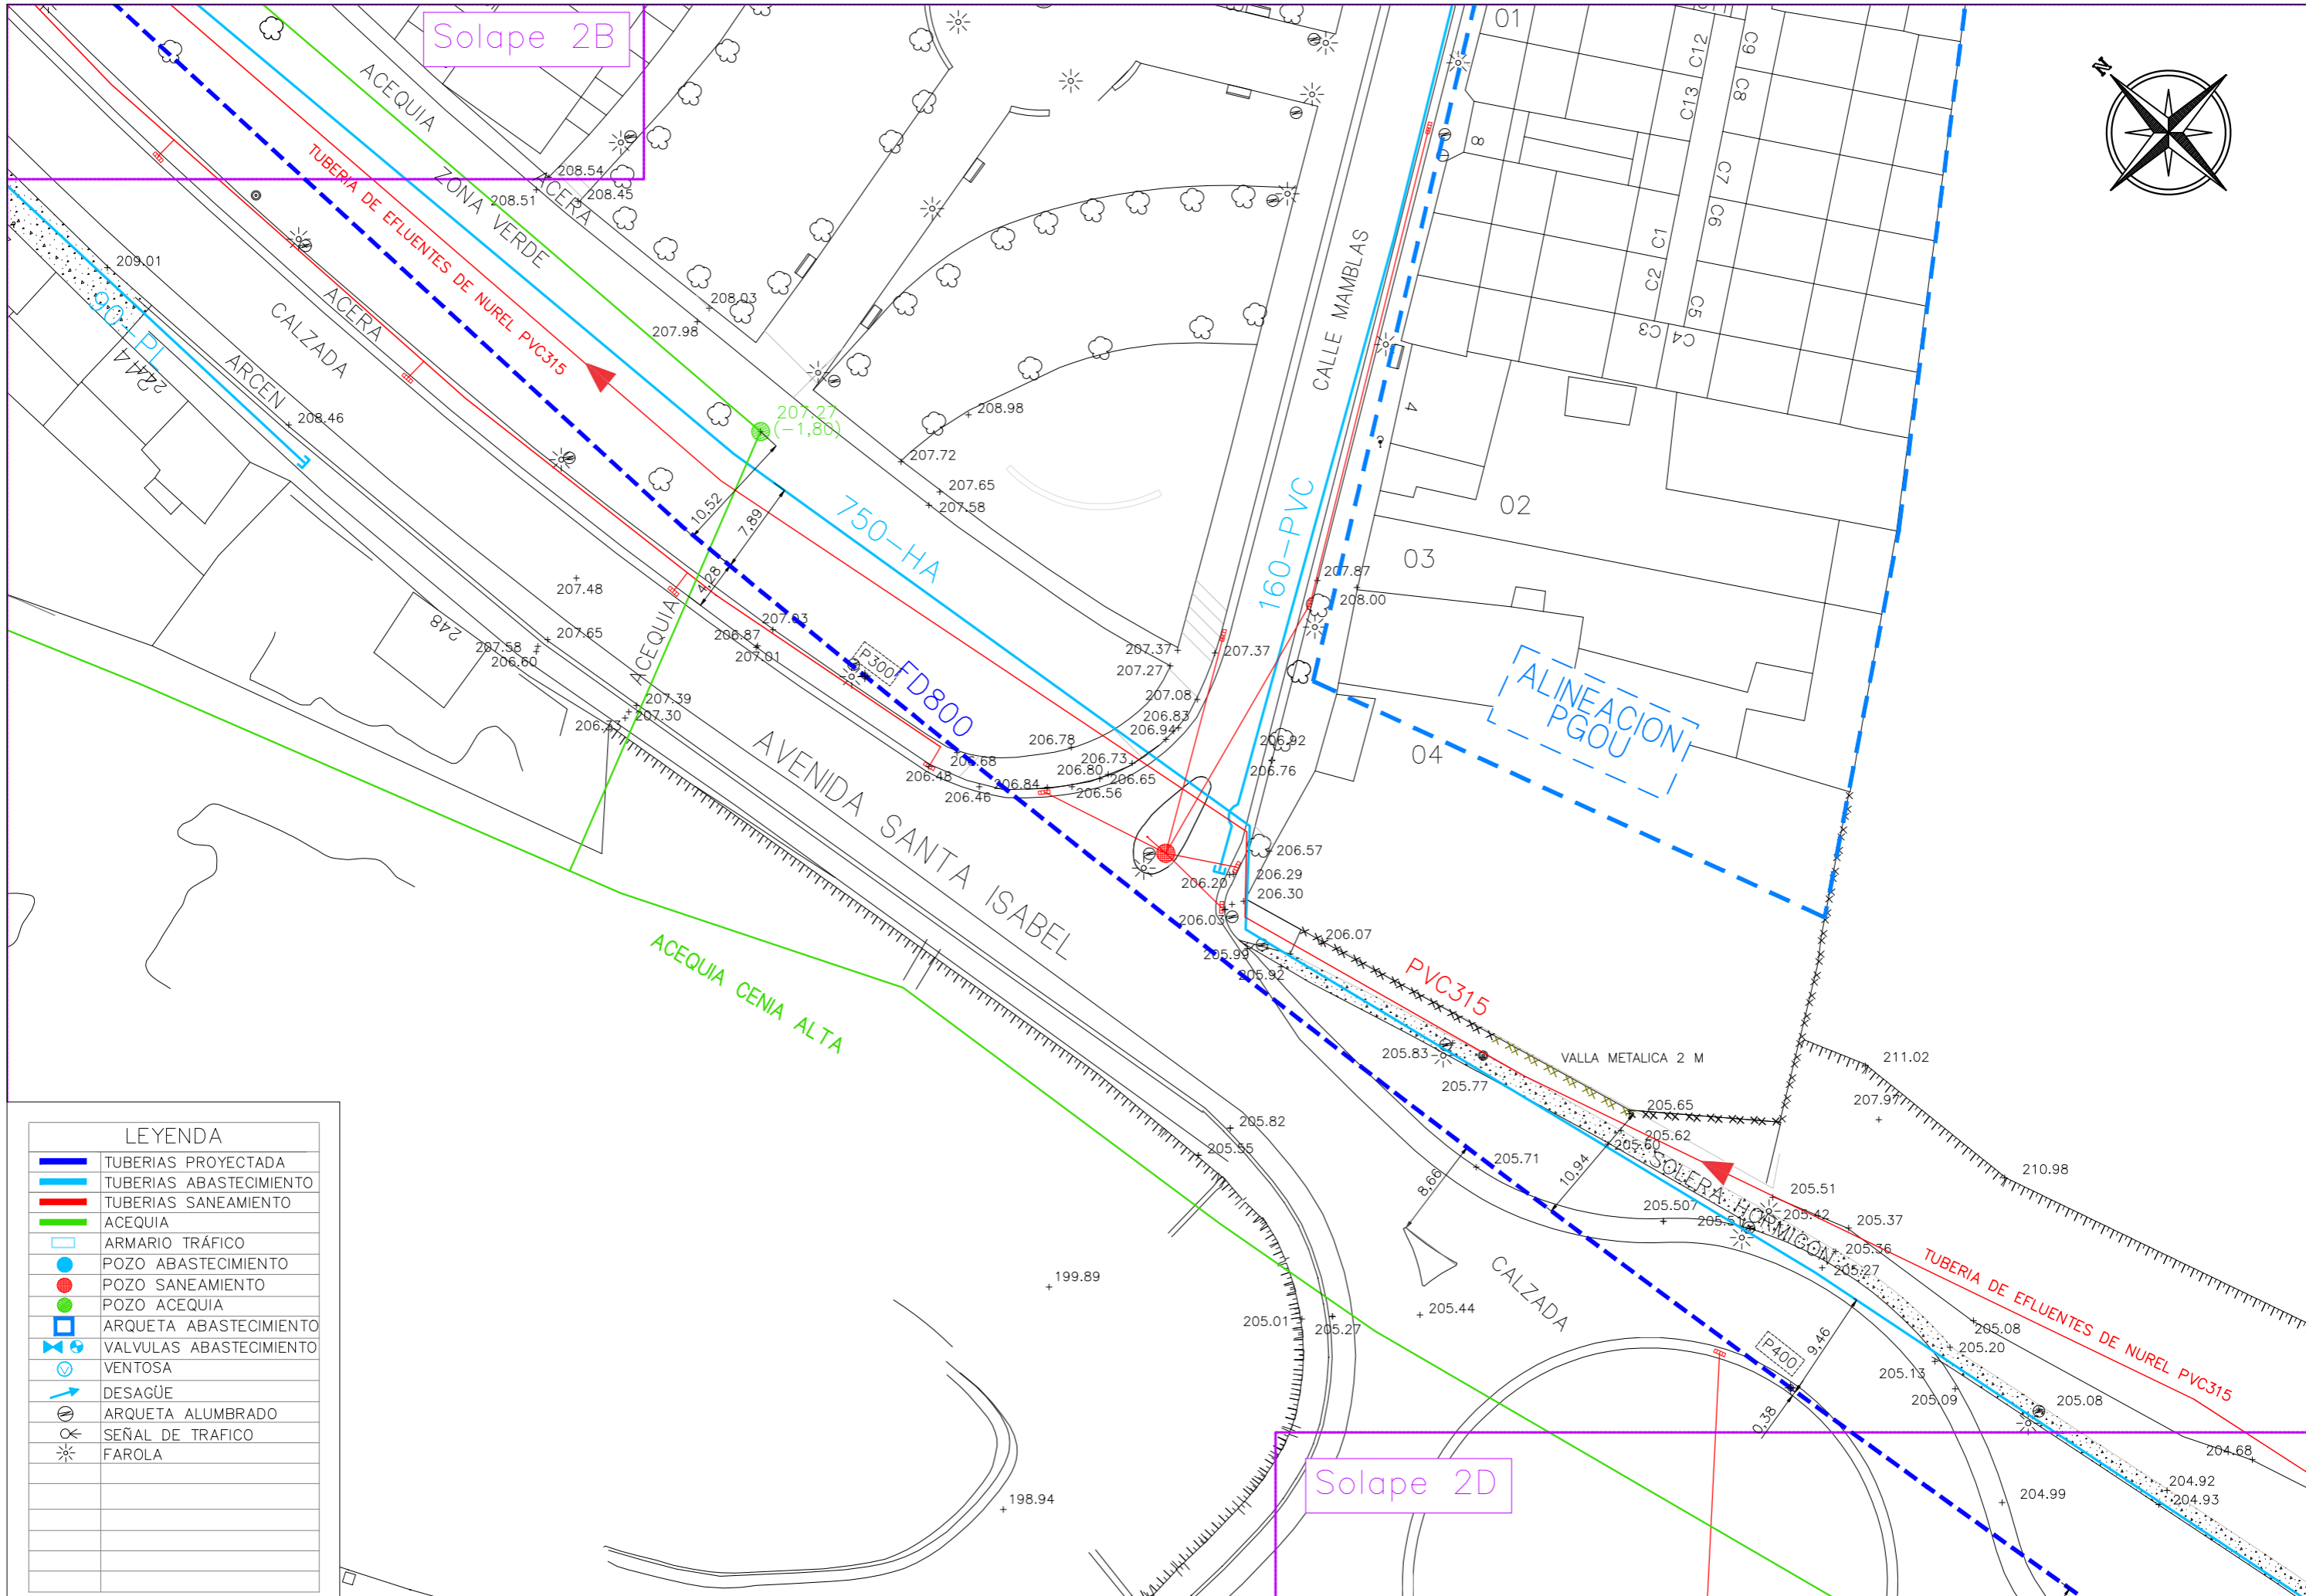 Solape 2B
ACEQUIA
ZONA VERDE
ACERA
TUBERIA DE EFLUENTES DE NUREL PVC315
208.54
208.51
208.45
209.01
90-PI
244
ARCEN
CALZADA
ACERA
208.46
208.03
207.98
207.27
(-1,80)
208.98
207.72
207.65
207.58
10,52
7,89
4,28
750-HA
160-PVC
CALLE MAMBLAS
01
C12
C13
C9
C8
C7
C6
C1
C2
C3
C4
C5
8
4
02
03
04
N
207.87
208.00
ALINEACION
PGOU
207.48
248
207.58
206.60
207.65
ACEQUIA
207.39
207.30
206.73
206.87
207.01
207.03
P300
FD800
AVENIDA SANTA ISABEL
206.68
206.48
206.46
206.78
206.84
206.80
206.73
206.65
206.56
207.37
207.27
207.37
207.08
206.83
206.94
206.92
206.76
206.57
206.29
206.20
206.30
206.03
206.07
205.99
205.92
ACEQUIA CENIA ALTA
PVC315
205.83
205.77
VALLA METALICA 2 M
205.65
205.62
205.60
211.02
207.97
210.98
SOLERA HORMIGON
205.71
8,66
10,94
205.507
205.51
205.51
205.42
205.37
205.36
205.27
TUBERIA DE EFLUENTES DE NUREL PVC315
205.82
205.55
199.89
205.01
205.27
205.44
CALZADA
P400
9,46
0,38
205.08
205.20
205.13
205.09
205.08
204.68
204.92
204.93
204.99
198.94
Solape 2D
LEYENDA
TUBERIAS PROYECTADA
TUBERIAS ABASTECIMIENTO
TUBERIAS SANEAMIENTO
ACEQUIA
ARMARIO TRÁFICO
POZO ABASTECIMIENTO
POZO SANEAMIENTO
POZO ACEQUIA
ARQUETA ABASTECIMIENTO
VALVULAS ABASTECIMIENTO
VENTOSA
DESAGÜE
ARQUETA ALUMBRADO
SEÑAL DE TRAFICO
FAROLA